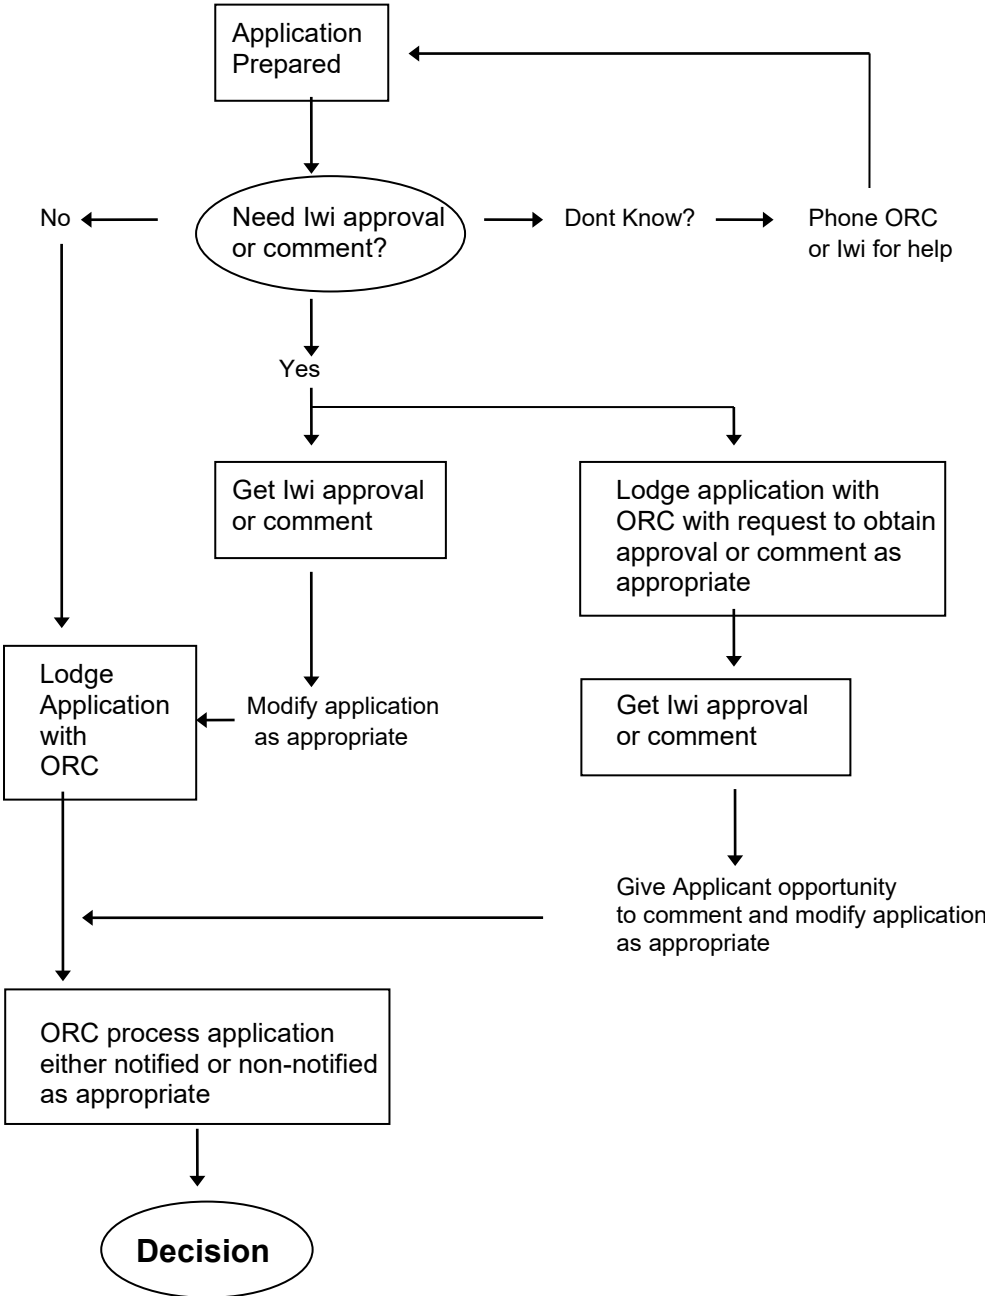 Application
Prepared
No
Need Iwi approval
or comment?
Dont Know?
Phone ORC
or Iwi for help
Yes
Get Iwi approval
or comment
Lodge application with
ORC with request to obtain
approval or comment as
appropriate
Lodge
Application
with
ORC
Modify application
as appropriate
Get Iwi approval
or comment
Give Applicant opportunity
to comment and modify application
as appropriate
ORC process application
either notified or non-notified
as appropriate
Decision